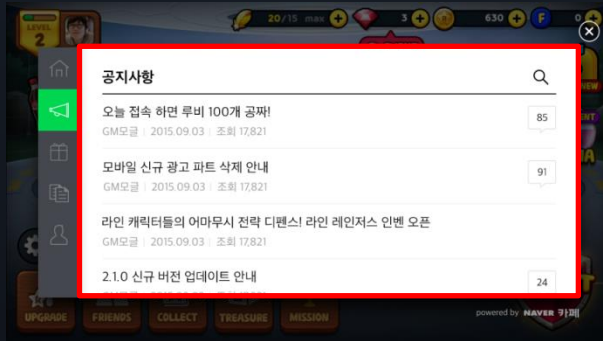 LEVEL
2
20/15 max
3
630
0
공지사항
오늘 접속 하면 루비 100개 공짜!
85
GM모글 | 2015.09.03 | 조회 17,821
모바일 신규 광고 파트 삭제 안내
91
GM모글 | 2015.09.03 | 조회 17,821
라인 캐릭터들의 어마무시 전략 디펜스! 라인 레인저스 인벤 오픈
GM모글 | 2015.09.03 | 조회 17,821
2.1.0 신규 버전 업데이트 안내
24
UPGRADE
FRIENDS
COLLECT
TREASURE
MISSION
powered by NAVER 카페